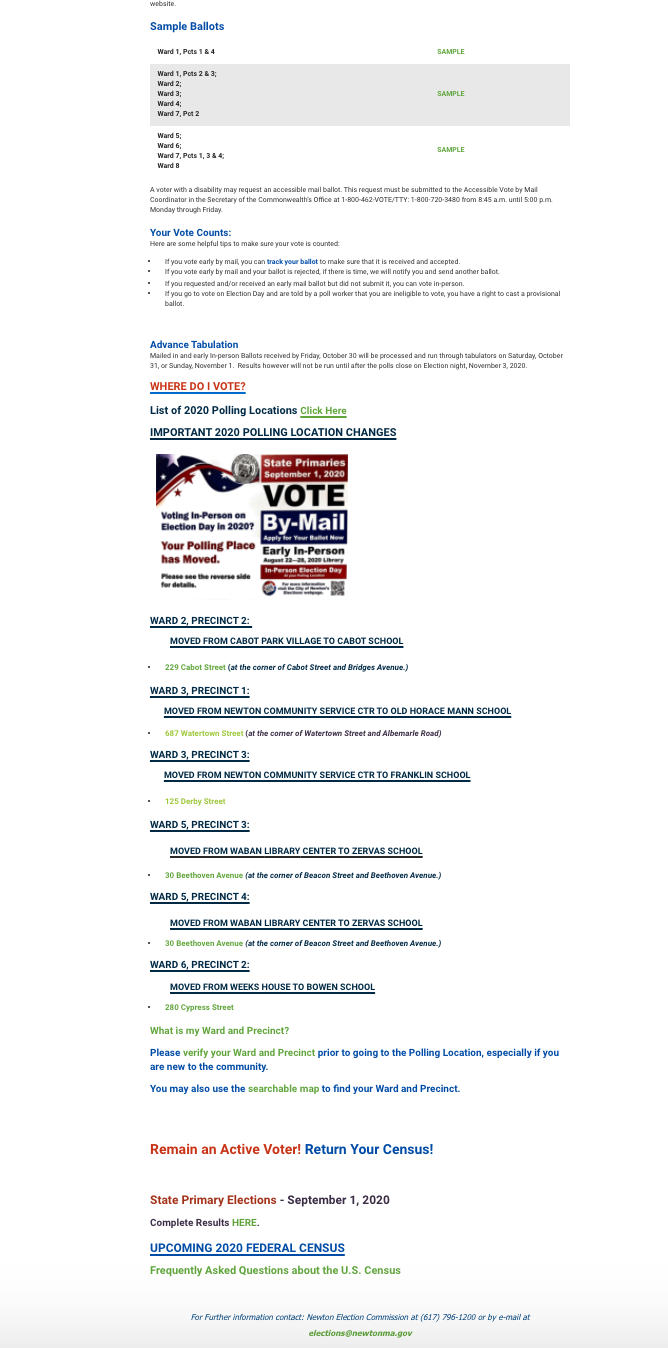 website.
Sample Ballots
Ward 1, Pcts 1 & 4
SAMPLE
Ward 1, Pcts 2 & 3;
Ward 2;
Ward 3;
Ward 4;
Ward 7, Pct 2
SAMPLE
Ward 5;
Ward 6;
Ward 7, Pcts 1, 3 & 4;
Ward 8
SAMPLE
A voter with a disability may request an accessible mail ballot. This request must be submitted to the Accessible Vote by Mail
Coordinator in the Secretary of the Commonwealth's Office at 1-800-462-VOTE/TTY: 1-800-720-3480 from 8:45 a.m. until 5:00 p.m.
Monday through Friday.
Your Vote Counts:
Here are some helpful tips to make sure your vote is counted:
• If you vote early by mail, you can track your ballot to make sure that it is received and accepted.
• If you vote early by mail and your ballot is rejected, if there is time, we will notify you and send another ballot.
• If you requested and/or received an early mail ballot but did not submit it, you can vote in-person.
• If you go to vote on Election Day and are told by a poll worker that you are ineligible to vote, you have a right to cast a provisional
ballot.
Advance Tabulation
Mailed in and early In-person Ballots received by Friday, October 30 will be processed and run through tabulators on Saturday, October
31, or Sunday, November 1. Results however will not be run until after the polls close on Election night, November 3, 2020.
WHERE DO I VOTE?
List of 2020 Polling Locations Click Here
IMPORTANT 2020 POLLING LOCATION CHANGES
Voting In-Person on
Election Day in 2020?
Your Polling Place
has Moved.
Please see the reverse side
for details.
State Primaries
September 1, 2020
VOTE
By-Mail
Apply for Your Ballot Now
Early In-Person
August 22-28, 2020 Library
In-Person Election Day
At your Polling Location
For more information
visit the City of Newton's
Elections webpage.
WARD 2, PRECINCT 2:
MOVED FROM CABOT PARK VILLAGE TO CABOT SCHOOL
• 229 Cabot Street (at the corner of Cabot Street and Bridges Avenue.)
WARD 3, PRECINCT 1:
MOVED FROM NEWTON COMMUNITY SERVICE CTR TO OLD HORACE MANN SCHOOL
• 687 Watertown Street (at the corner of Watertown Street and Albemarle Road)
WARD 3, PRECINCT 3:
MOVED FROM NEWTON COMMUNITY SERVICE CTR TO FRANKLIN SCHOOL
• 125 Derby Street
WARD 5, PRECINCT 3:
MOVED FROM WABAN LIBRARY CENTER TO ZERVAS SCHOOL
• 30 Beethoven Avenue (at the corner of Beacon Street and Beethoven Avenue.)
WARD 5, PRECINCT 4:
MOVED FROM WABAN LIBRARY CENTER TO ZERVAS SCHOOL
• 30 Beethoven Avenue (at the corner of Beacon Street and Beethoven Avenue.)
WARD 6, PRECINCT 2:
MOVED FROM WEEKS HOUSE TO BOWEN SCHOOL
• 280 Cypress Street
What is my Ward and Precinct?
Please verify your Ward and Precinct prior to going to the Polling Location, especially if you
are new to the community.
You may also use the searchable map to find your Ward and Precinct.
Remain an Active Voter! Return Your Census!
State Primary Elections - September 1, 2020
Complete Results HERE.
UPCOMING 2020 FEDERAL CENSUS
Frequently Asked Questions about the U.S. Census
For Further information contact: Newton Election Commission at (617) 796-1200 or by e-mail at
elections@newtonma.gov